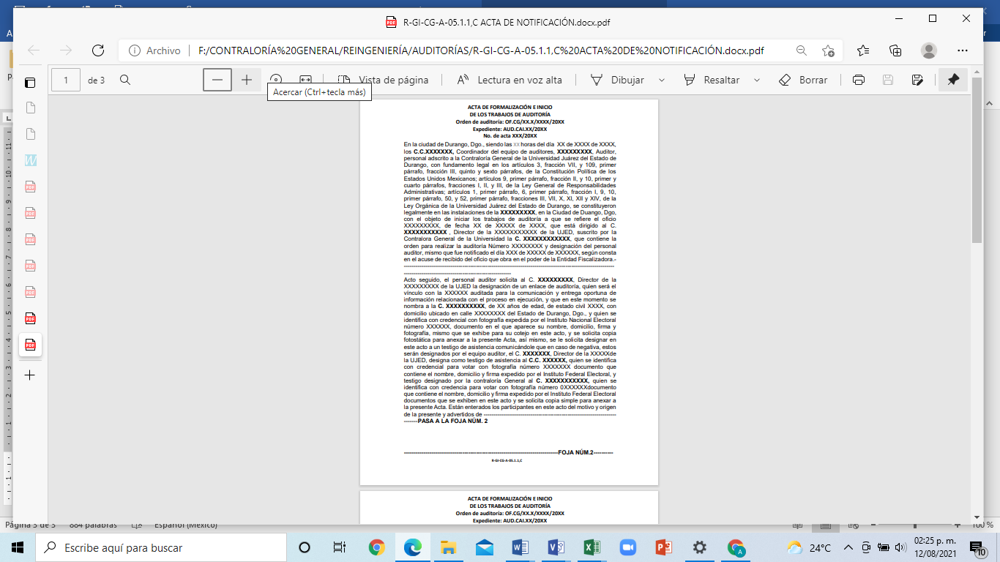 R-GI-CG-A-05.1.1,C ACTA DE NOTIFICACIÓN.docx.pdf
Archivo
F:/CONTRALORÍA%20GENERAL/REINGENIERÍA/AUDITORÍAS/R-GI-CG-A-05.1.1,C%20ACTA%20DE%20NOTIFICACIÓN.docx.pdf
1 de 3
Vista de página
Lectura en voz alta
Dibujar
Resaltar
Borrar
Acercar (Ctrl+tecla más)
ACTA DE FORMALIZACIÓN E INICIO
DE LOS TRABAJOS DE AUDITORÍA
Orden de auditoría: OF.CG/XX.X/XXXX/20XX
Expediente: AUD.CAI.XX/20XX
No. de acta XXX/20XX
En la ciudad de Durango, Dgo., siendo las xx horas del día XX de XXXX de XXXX,
los C.C.XXXXXXX, Coordinador del equipo de auditores, XXXXXXXXX, Auditor,
personal adscrito a la Contraloría General de la Universidad Juárez del Estado de
Durango, con fundamento legal en los artículos 3, fracción VII, y 109, primer
párrafo, fracción III, quinto y sexto párrafos, de la Constitución Política de los
Estados Unidos Mexicanos; artículos 9, primer párrafo, fracción II, y 10, primer y
cuarto párrafos, fracciones I, II, y III, de la Ley General de Responsabilidades
Administrativas; artículos 1, primer párrafo, 6, primer párrafo, fracción I, 9, 10,
primer párrafo, 50, y 52, primer párrafo, fracciones III, VII, X, XI, XII y XIV, de la
Ley Orgánica de la Universidad Juárez del Estado de Durango, se constituyeron
legalmente en las instalaciones de la XXXXXXXXX, en la Ciudad de Duango, Dgo,
con el objeto de iniciar los trabajos de auditoría a que se refiere el oficio
XXXXXXXXX, de fecha XX de XXXXX de XXXX, que está dirigido al C.
XXXXXXXXXXX , Director de la XXXXXXXXXXX de la UJED, suscrito por la
Contralora General de la Universidad la C. XXXXXXXXXXXX, que contiene la
orden para realizar la auditoría Número XXXXXXXX y designación del personal
auditor, mismo que fue notificado el día XXX de XXXXX de XXXXXX, según consta
en el acuse de recibido del oficio que obra en el poder de la Entidad Fiscalizadora.-
Acto seguido, el personal auditor solicita al C. XXXXXXXXX, Director de la
XXXXXXXXX de la UJED la designación de un enlace de auditoría, quien será el
vínculo con la XXXXXX auditada para la comunicación y entrega oportuna de
información relacionada con el proceso en ejecución, y que en este momento se
nombra a la C. XXXXXXXXXX, de XX años de edad, de estado civil XXXX, con
domicilio ubicado en calle XXXXXXXX del Estado de Durango, Dgo., y quien se
identifica con credencial con fotografía expedida por el Instituto Nacional Electoral
número XXXXXX, documento en el que aparece su nombre, domicilio, firma y
fotografía, mismo que se exhibe para su cotejo en este acto, y se solicita copia
fotostática para anexar a la presente Acta, así mismo, se le solicita designar en
este acto a un testigo de asistencia comunicándole que en caso de negativa, estos
serán designados por el equipo auditor, el C. XXXXXXX, Director de la XXXXXde
la UJED, designa como testigo de asistencia al C.C. XXXXXX, quien se identifica
con credencial para votar con fotografía número XXXXXXX documento que
contiene el nombre, domicilio y firma expedido por el Instituto Federal Electoral, y
testigo designado por la contraloría General al C. XXXXXXXXXXX, quien se
identifica con credencia para votar con fotografía número 0XXXXXXdocumento
que contiene el nombre, domicilio y firma expedido por el Instituto Federal Electoral
documentos que se exhiben en este acto y se solicita copia simple para anexar a
la presente Acta. Están enterados los participantes en este acto del motivo y origen
de la presente y advertidos de ------------------------------------------------------------
-------PASA A LA FOJA NÚM. 2
------------------------------------------------------------FOJA NÚM.2----------
R-GI-CG-A-05.1.1,C
ACTA DE FORMALIZACIÓN E INICIO
DE LOS TRABAJOS DE AUDITORÍA
Orden de auditoría: OF.CG/XX.X/XXXX/20XX
Expediente: AUD.CAI.XX/20XX
Página 3 de 3 884 palabras Español (México) 100 %
Escribe aquí para buscar
24°C
02:25 p. m.
12/08/2021
10